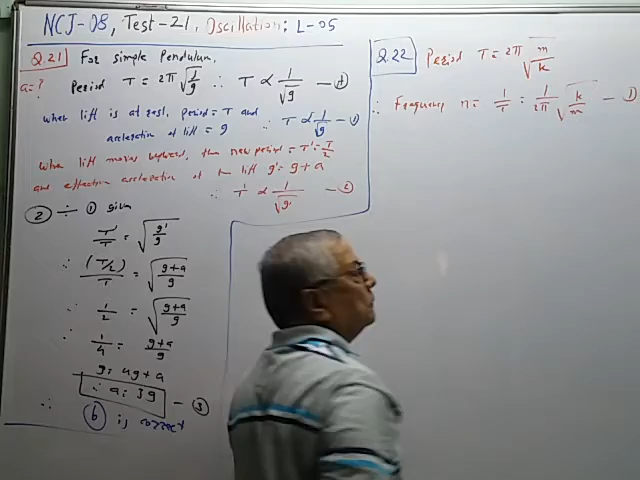 NCJ-08, Test-21, Oscillation: L-05
Q.21 For simple Pendulum,
a=? Period T = 2π √(l/g) ∴ T ∝ 1/√g — (A)
when lift is at rest, period = T and
acceleration of lift = g ∴ T ∝ 1/√g — (1)
when lift moves upward, then new period = T' = T/2
and effective acceleration of the lift g' = g + a
∴ T' ∝ 1/√g' — (2)
(2) ÷ (1) given
T'/T = √(g'/g)
∴ (T/2)/T = √((g+a)/g)
∴ 1/2 = √((g+a)/g)
∴ 1/4 = (g+a)/g
g = 4g + a
∴ a = 3g — (3)
∴ (b) is correct
Q.22 Period T = 2π √(m/k)
∴ Frequency n = 1/T = 1/2π √(k/m) — (1)